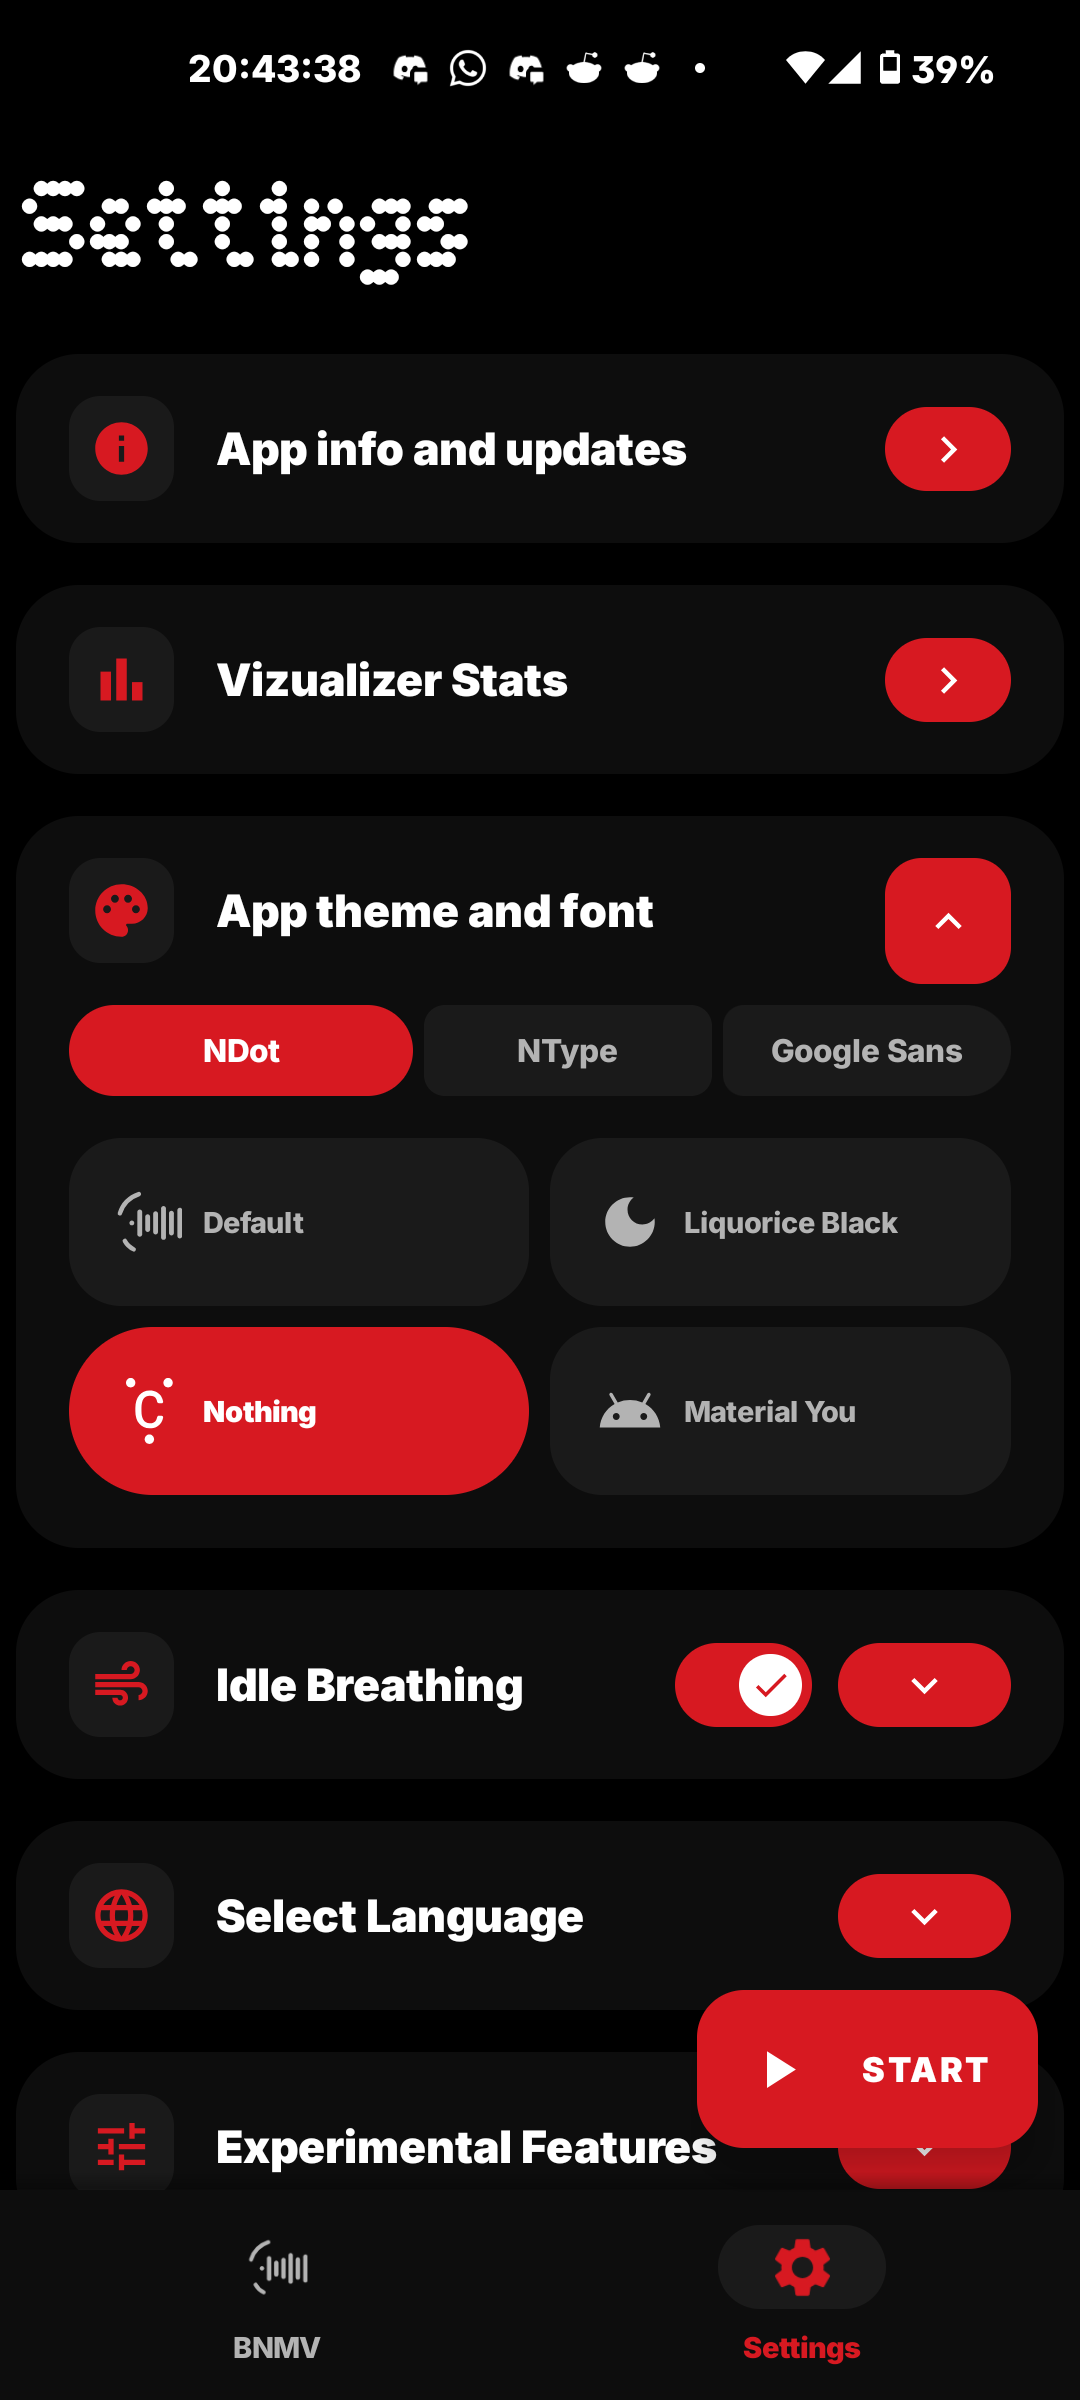 20:43:38
39%
Settings
App info and updates
Vizualizer Stats
App theme and font
NDot NType Google Sans
Default Liquorice Black
Nothing Material You
Idle Breathing
Select Language
START
Experimental Features
BNMV Settings